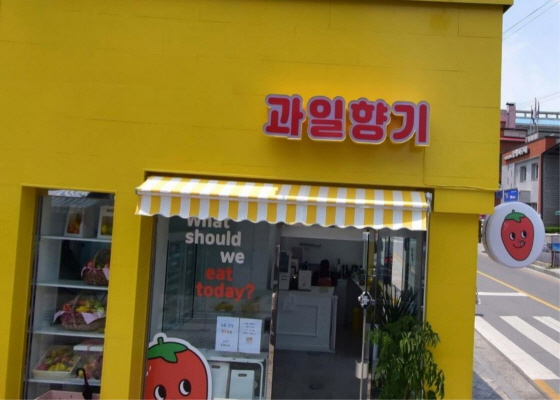 과일향기
What
should
we
eat
today?